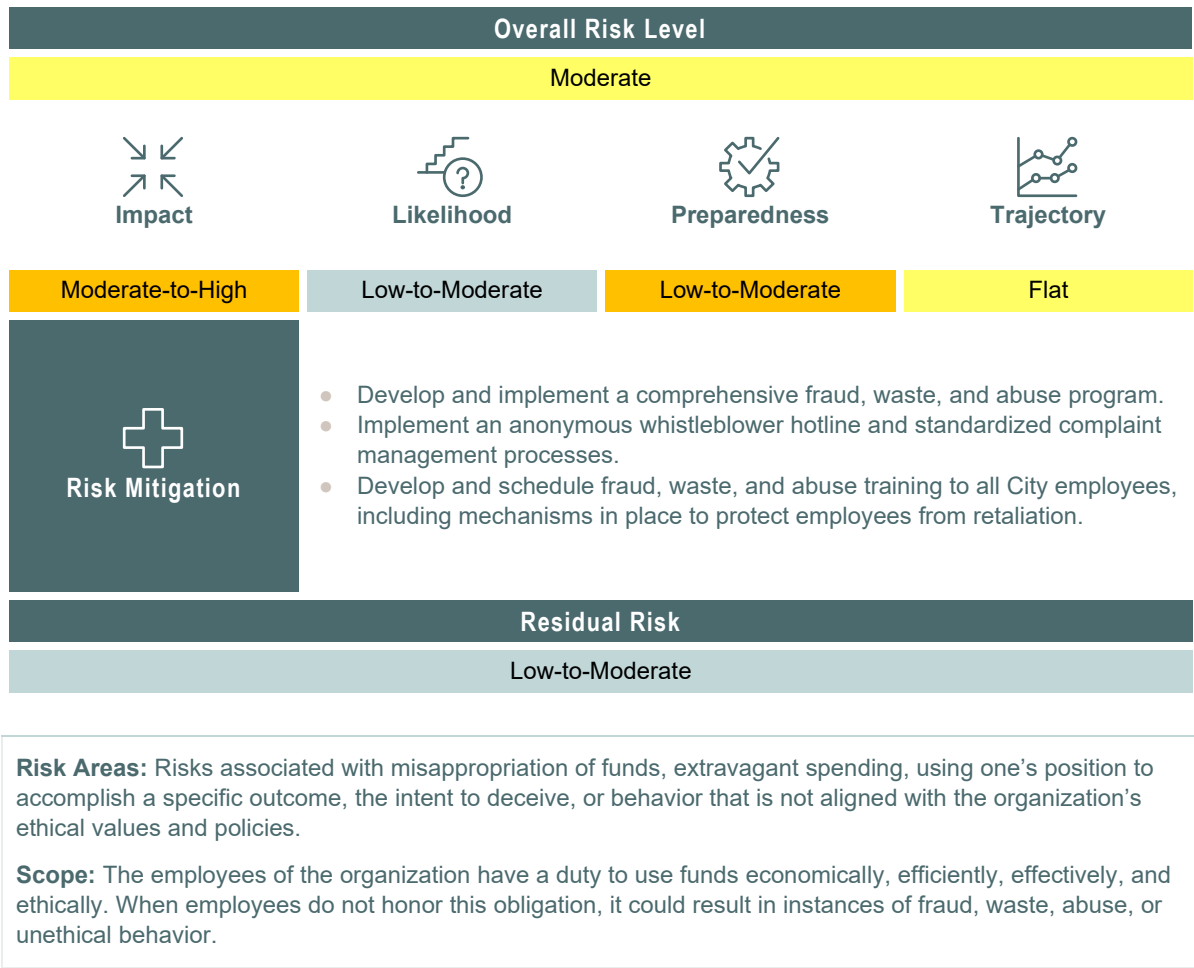 Overall Risk Level
Moderate
Impact
Likelihood
?
Preparedness
Trajectory
Moderate-to-High
Low-to-Moderate
Low-to-Moderate
Flat
Risk Mitigation
● Develop and implement a comprehensive fraud, waste, and abuse program.
● Implement an anonymous whistleblower hotline and standardized complaint
management processes.
● Develop and schedule fraud, waste, and abuse training to all City employees,
including mechanisms in place to protect employees from retaliation.
Residual Risk
Low-to-Moderate
Risk Areas: Risks associated with misappropriation of funds, extravagant spending, using one’s position to
accomplish a specific outcome, the intent to deceive, or behavior that is not aligned with the organization’s
ethical values and policies.
Scope: The employees of the organization have a duty to use funds economically, efficiently, effectively, and
ethically. When employees do not honor this obligation, it could result in instances of fraud, waste, abuse, or
unethical behavior.